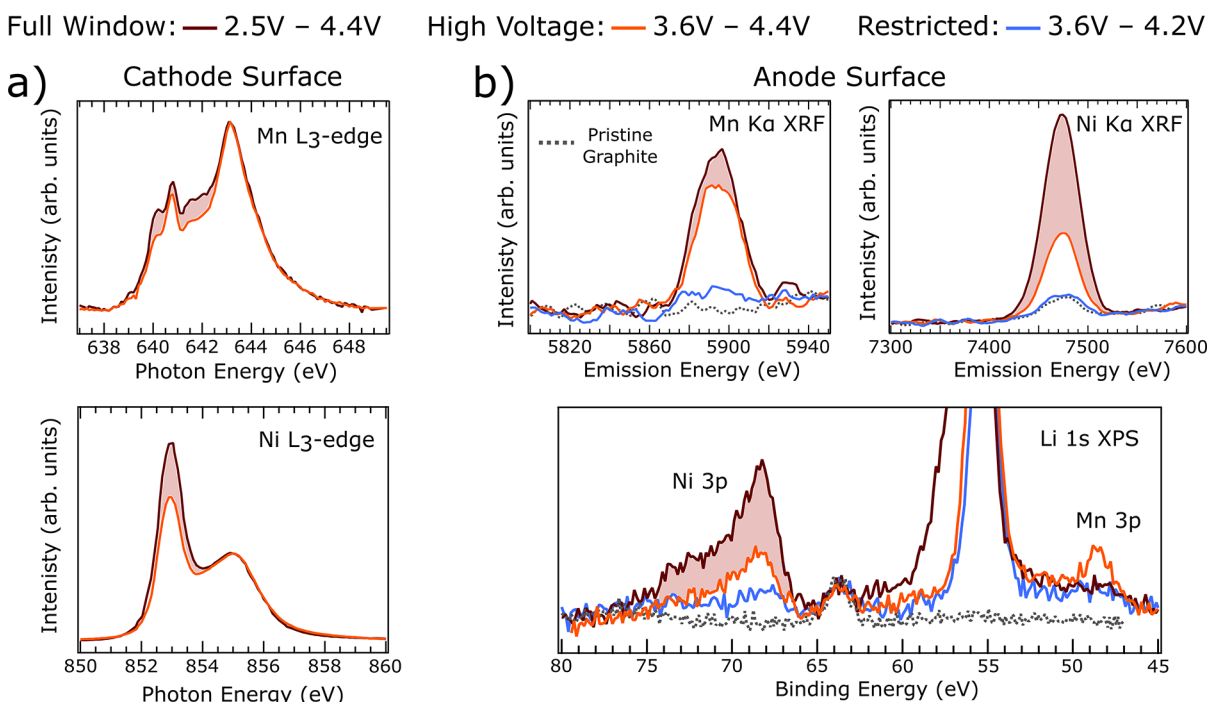 Full Window: 2.5V – 4.4V High Voltage: 3.6V – 4.4V Restricted: 3.6V – 4.2V
a) Cathode Surface
Intenisty (arb. units)
Mn L3-edge
638 640 642 644 646 648
Photon Energy (eV)
Intenisty (arb. units)
Ni L3-edge
850 852 854 856 858 860
Photon Energy (eV)
b) Anode Surface
Intenisty (arb. units)
Pristine
Graphite
Mn Kα XRF
5820 5860 5900 5940
Emission Energy (eV)
Intenisty (arb. units)
Ni Kα XRF
7300 7400 7500 7600
Emission Energy (eV)
Intenisty (arb. units)
Li 1s XPS
Ni 3p
Mn 3p
80 75 70 65 60 55 50 45
Binding Energy (eV)